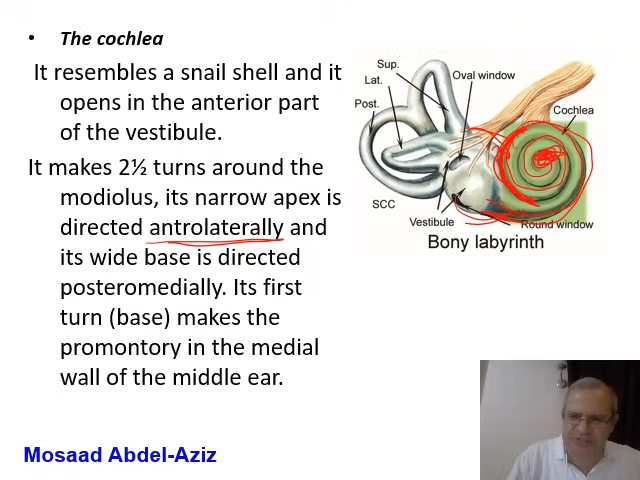 • The cochlea
It resembles a snail shell and it
opens in the anterior part
of the vestibule.
It makes 2½ turns around the
modiolus, its narrow apex is
directed antrolaterally and
its wide base is directed
posteromedially. Its first
turn (base) makes the
promontory in the medial
wall of the middle ear.
Sup.
Lat.
Oval window
Post.
Cochlea
SCC
Vestibule
Round window
Bony labyrinth
Mosaad Abdel-Aziz